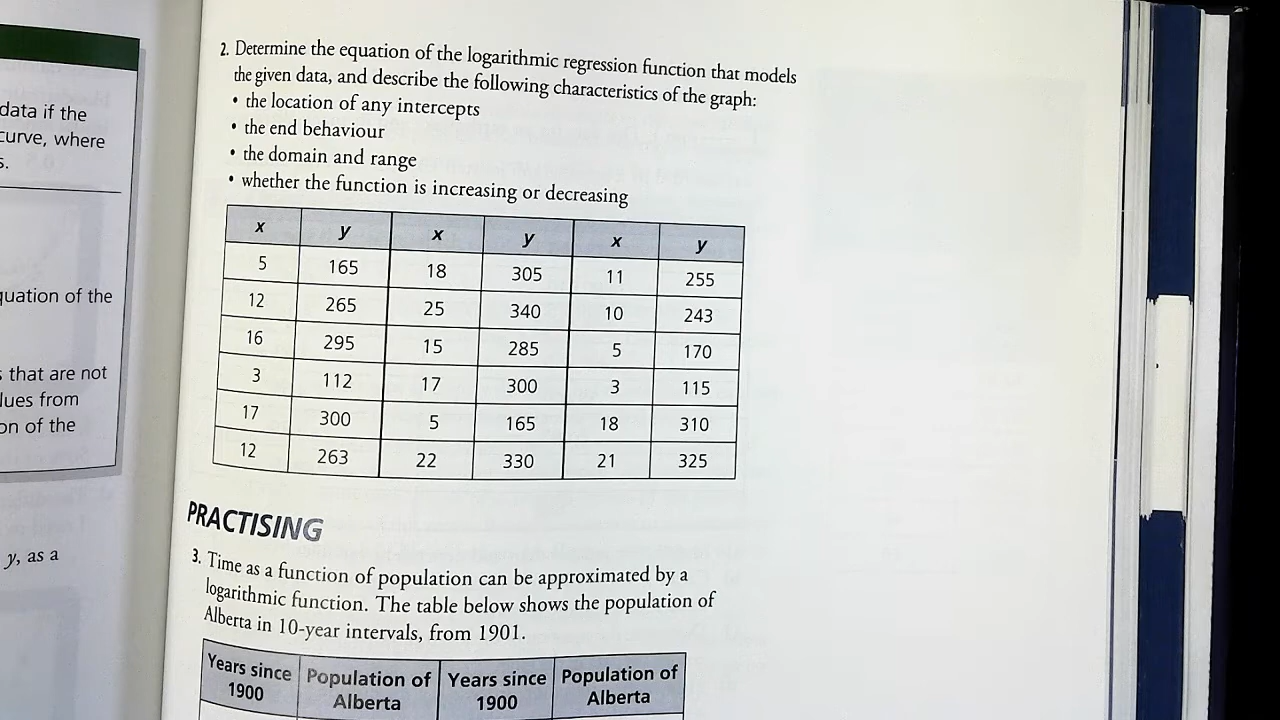 data if the
curve, where
s.
quation of the
s that are not
lues from
on of the
y, as a
2. Determine the equation of the logarithmic regression function that models
the given data, and describe the following characteristics of the graph:
• the location of any intercepts
• the end behaviour
• the domain and range
• whether the function is increasing or decreasing
x y x y x y
5 165 18 305 11 255
12 265 25 340 10 243
16 295 15 285 5 170
3 112 17 300 3 115
17 300 5 165 18 310
12 263 22 330 21 325
PRACTISING
3. Time as a function of population can be approximated by a
logarithmic function. The table below shows the population of
Alberta in 10-year intervals, from 1901.
Years since 1900 Population of Alberta Years since 1900 Population of Alberta